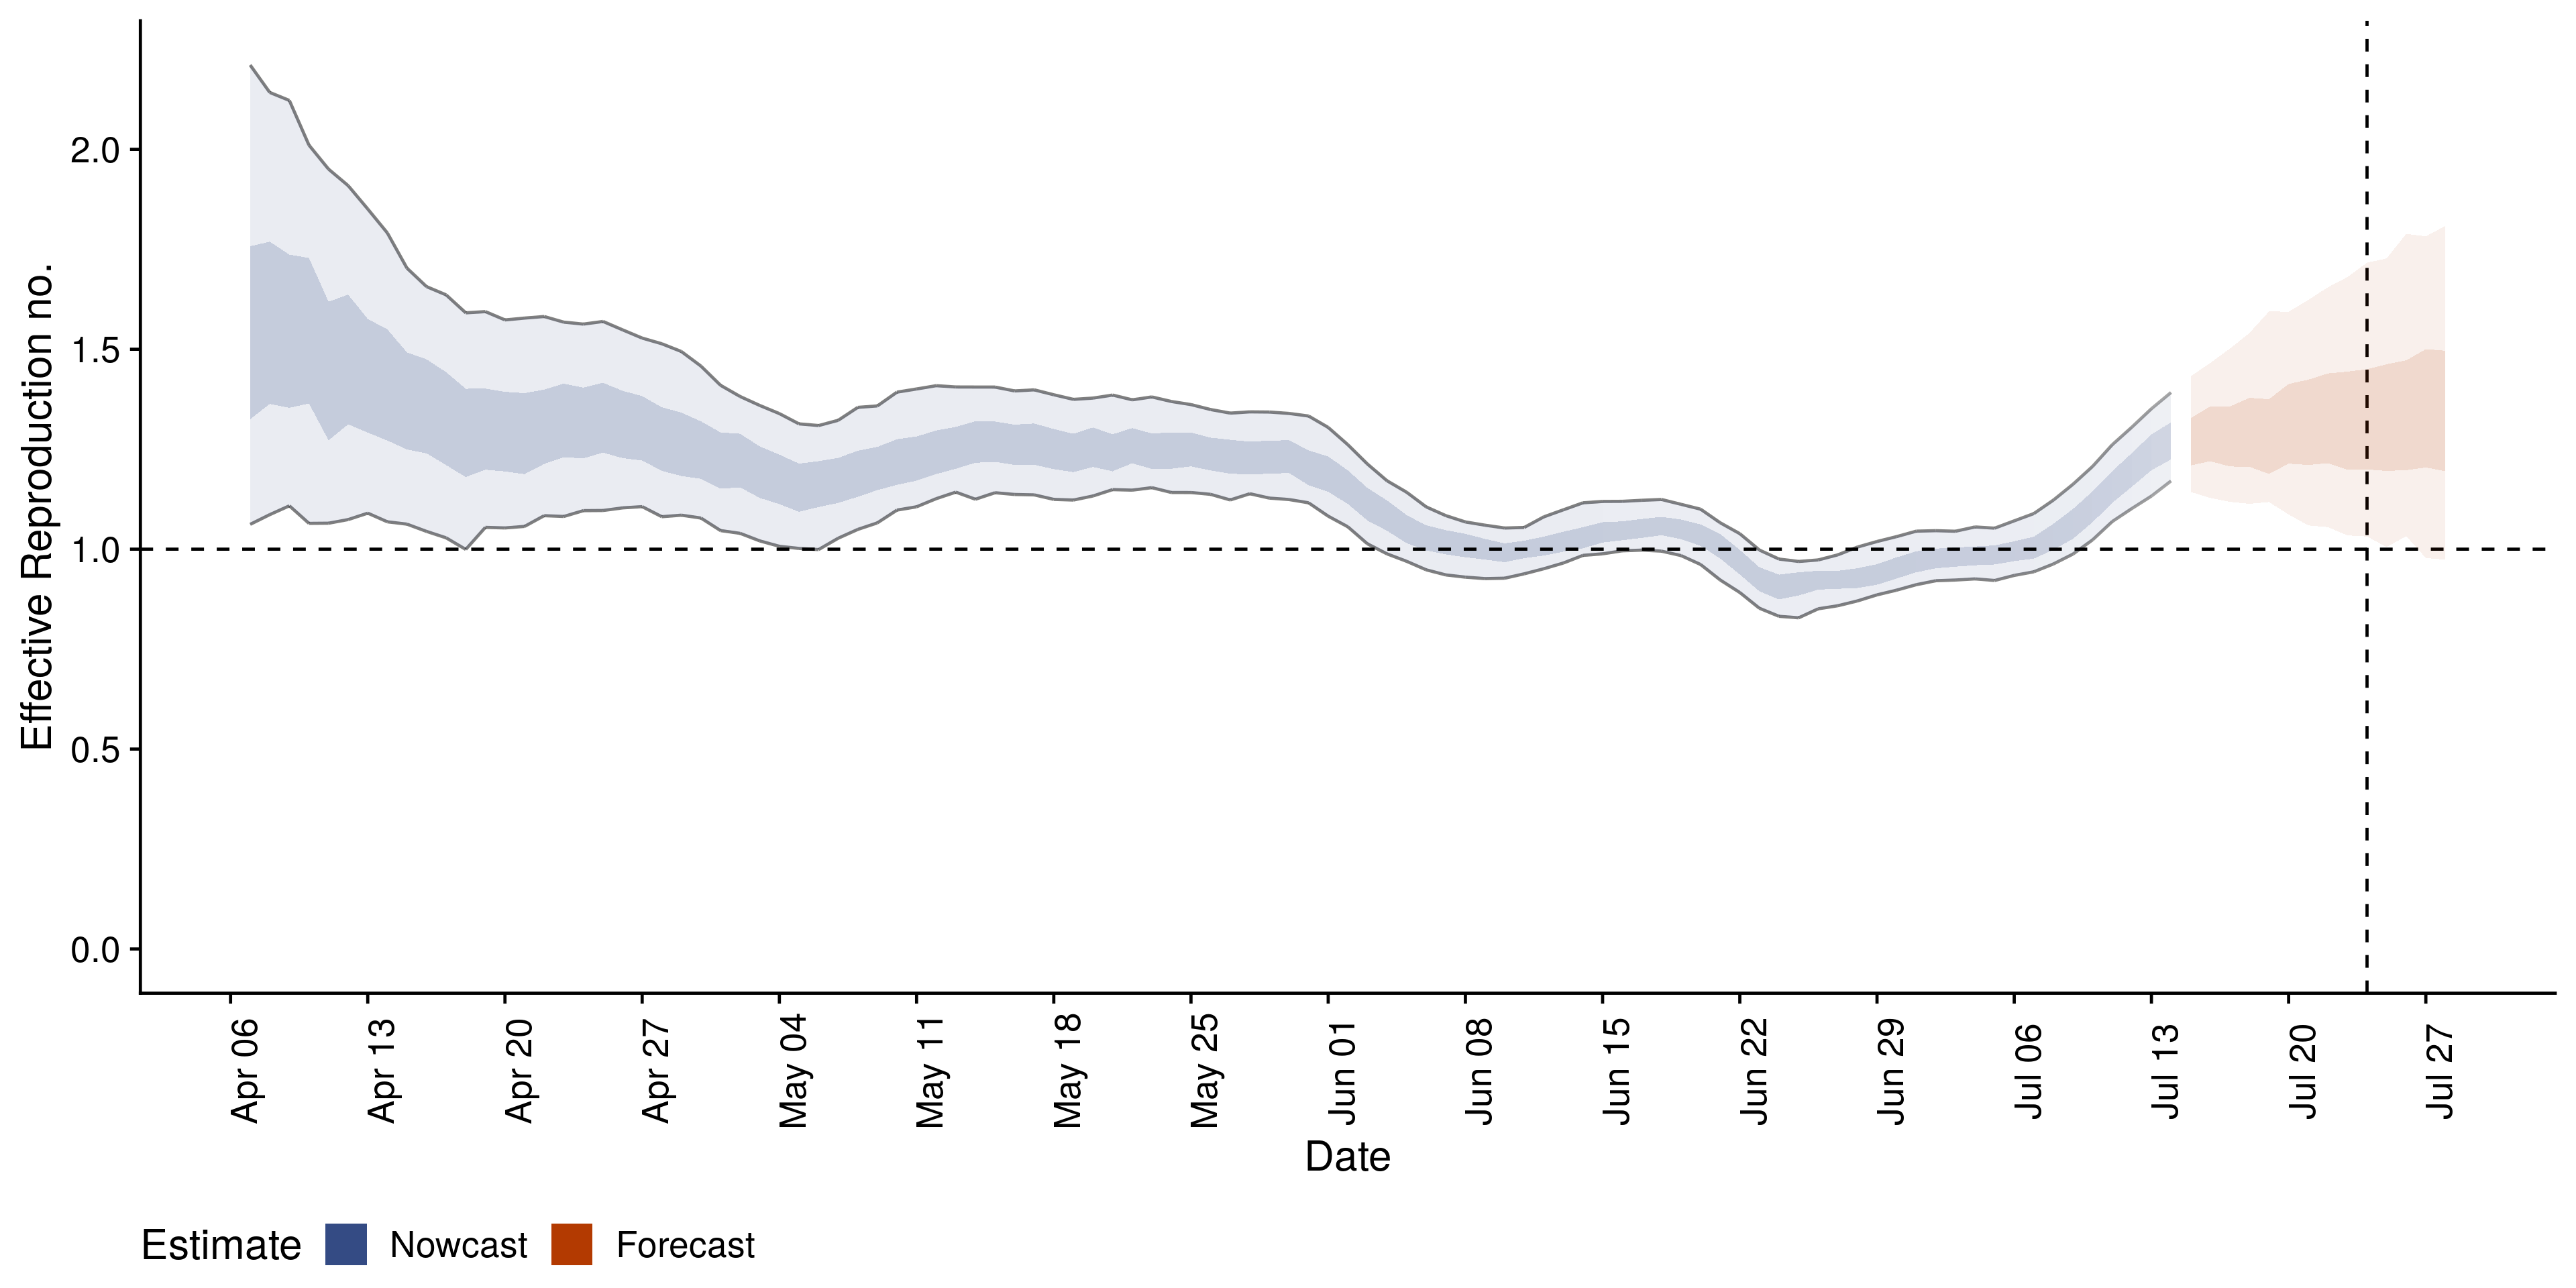 Effective Reproduction no.
2.0
1.5
1.0
0.5
0.0
Apr 06
Apr 13
Apr 20
Apr 27
May 04
May 11
May 18
May 25
Jun 01
Jun 08
Jun 15
Jun 22
Jun 29
Jul 06
Jul 13
Jul 20
Jul 27
Date
Estimate Nowcast Forecast